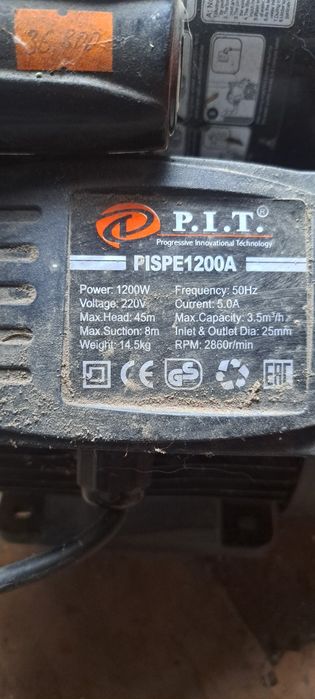 36,800
P.I.T.®
Progressive Innovational Technology
PISPE1200A
Power: 1200W Frequency: 50Hz
Voltage: 220V Current: 5.0A
Max.Head: 45m Max.Capacity: 3.5m³/h
Max.Suction: 8m Inlet & Outlet Dia: 25mm
Weight: 14.5kg RPM: 2860r/min
CE GS EAC